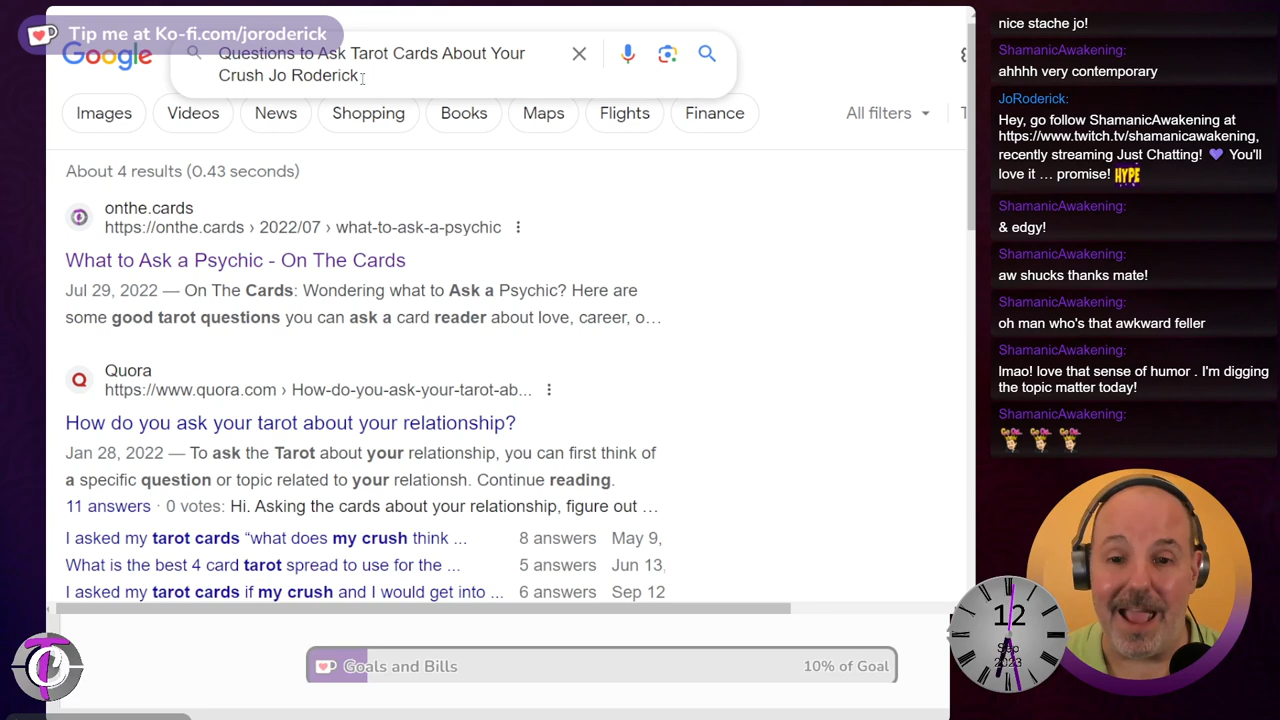 Tip me at Ko-fi.com/joroderick
Google
Questions to Ask Tarot Cards About Your
Crush Jo Roderick
Images
Videos
News
Shopping
Books
Maps
Flights
Finance
All filters
About 4 results (0.43 seconds)
onthe.cards
https://onthe.cards › 2022/07 › what-to-ask-a-psychic
What to Ask a Psychic - On The Cards
Jul 29, 2022 — On The Cards: Wondering what to Ask a Psychic? Here are
some good tarot questions you can ask a card reader about love, career, o...
Quora
https://www.quora.com › How-do-you-ask-your-tarot-ab...
How do you ask your tarot about your relationship?
Jan 28, 2022 — To ask the Tarot about your relationship, you can first think of
a specific question or topic related to your relationsh. Continue reading.
11 answers · 0 votes: Hi. Asking the cards about your relationship, figure out ...
I asked my tarot cards “what does my crush think ... 8 answers May 9,
What is the best 4 card tarot spread to use for the ... 5 answers Jun 13,
I asked my tarot cards if my crush and I would get into ... 6 answers Sep 12
Goals and Bills
10% of Goal
nice stache jo!
ShamanicAwakening:
ahhhh very contemporary
JoRoderick:
Hey, go follow ShamanicAwakening at
https://www.twitch.tv/shamanicawakening,
recently streaming Just Chatting! 💜 You'll
love it ... promise! HYPE
ShamanicAwakening:
& edgy!
ShamanicAwakening:
aw shucks thanks mate!
ShamanicAwakening:
oh man who's that awkward feller
ShamanicAwakening:
lmao! love that sense of humor . I'm digging
the topic matter today!
ShamanicAwakening:
12
Sep
2023